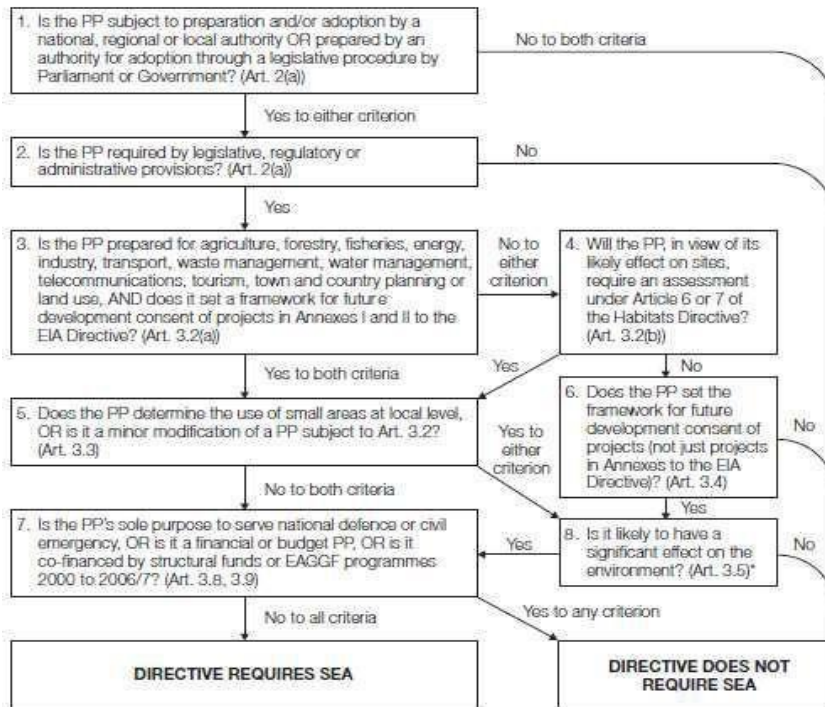 1. Is the PP subject to preparation and/or adoption by a
national, regional or local authority OR prepared by an
authority for adoption through a legislative procedure by
Parliament or Government? (Art. 2(a))
No to both criteria
Yes to either criterion
2. Is the PP required by legislative, regulatory or
administrative provisions? (Art. 2(a))
No
Yes
3. Is the PP prepared for agriculture, forestry, fisheries, energy,
industry, transport, waste management, water management,
telecommunications, tourism, town and country planning or
land use, AND does it set a framework for future
development consent of projects in Annexes I and II to the
EIA Directive? (Art. 3.2(a))
No to
either
criterion
4. Will the PP, in view of its
likely effect on sites,
require an assessment
under Article 6 or 7 of
the Habitats Directive?
(Art. 3.2(b))
Yes to both criteria
Yes
No
5. Does the PP determine the use of small areas at local level,
OR is it a minor modification of a PP subject to Art. 3.2?
(Art. 3.3)
Yes to
either
criterion
6. Does the PP set the
framework for future
development consent of
projects (not just projects
in Annexes to the EIA
Directive)? (Art. 3.4)
No
No to both criteria
Yes
7. Is the PP's sole purpose to serve national defence or civil
emergency, OR is it a financial or budget PP, OR is it
co-financed by structural funds or EAGGF programmes
2000 to 2006/7? (Art. 3.8, 3.9)
Yes
8. Is it likely to have a
significant effect on the
environment? (Art. 3.5)*
No
No to all criteria
Yes to any criterion
DIRECTIVE REQUIRES SEA
DIRECTIVE DOES NOT
REQUIRE SEA